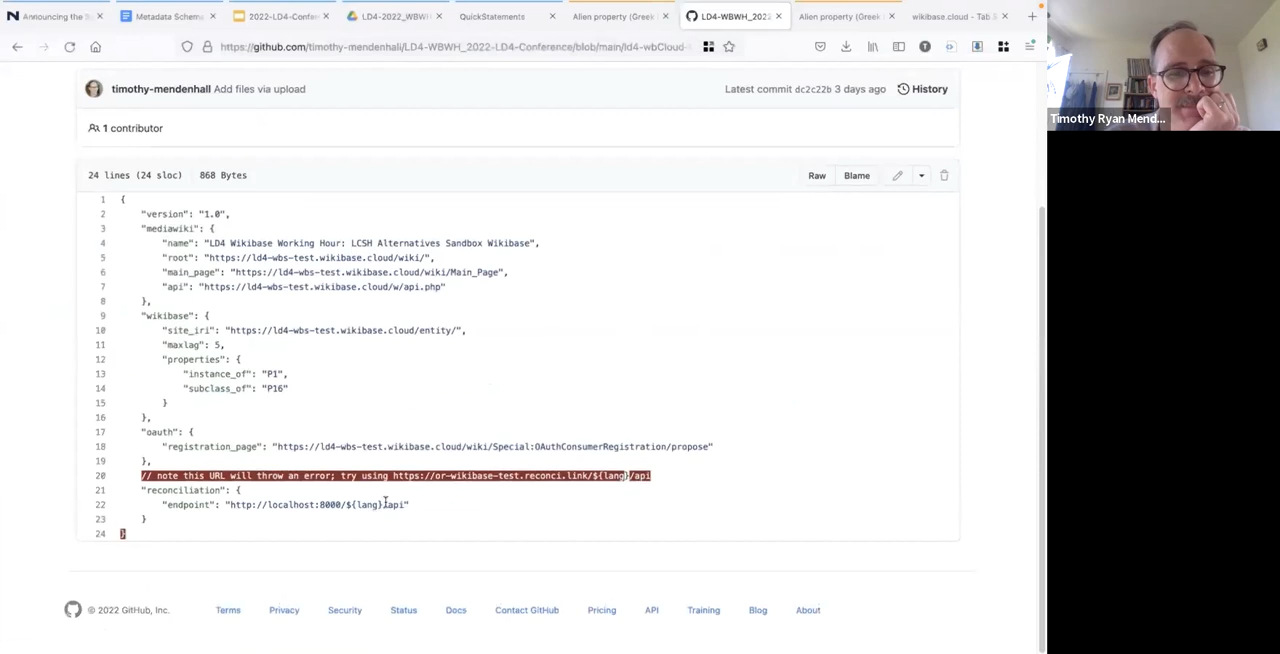 Announcing the
Metadata Schema
2022-LD4-Confer
LD4-2022_WBWH
QuickStatements
Alien property (Greek
LD4-WBWH_2022
Alien property (Greek
wikibase.cloud - Tab
https://github.com/timothy-mendenhall/LD4-WBWH_2022-LD4-Conference/blob/main/ld4-wbCloud-
timothy-mendenhall Add files via upload
Latest commit dc2c22b 3 days ago
History
1 contributor
24 lines (24 sloc) 868 Bytes
Raw
Blame
1 {
2 "version": "1.0",
3 "mediawiki": {
4 "name": "LD4 Wikibase Working Hour: LCSH Alternatives Sandbox Wikibase",
5 "root": "https://ld4-wbs-test.wikibase.cloud/wiki/",
6 "main_page": "https://ld4-wbs-test.wikibase.cloud/wiki/Main_Page",
7 "api": "https://ld4-wbs-test.wikibase.cloud/w/api.php"
8 },
9 "wikibase": {
10 "site_iri": "https://ld4-wbs-test.wikibase.cloud/entity/",
11 "maxlag": 5,
12 "properties": {
13 "instance_of": "P1",
14 "subclass_of": "P16"
15 }
16 },
17 "oauth": {
18 "registration_page": "https://ld4-wbs-test.wikibase.cloud/wiki/Special:OAuthConsumerRegistration/propose"
19 },
20 // note this URL will throw an error; try using https://or-wikibase-test.reconci.link/${lang}/api
21 "reconciliation": {
22 "endpoint": "http://localhost:8000/${lang}/api"
23 }
24 }
© 2022 GitHub, Inc.
Terms
Privacy
Security
Status
Docs
Contact GitHub
Pricing
API
Training
Blog
About
Timothy Ryan Mend...